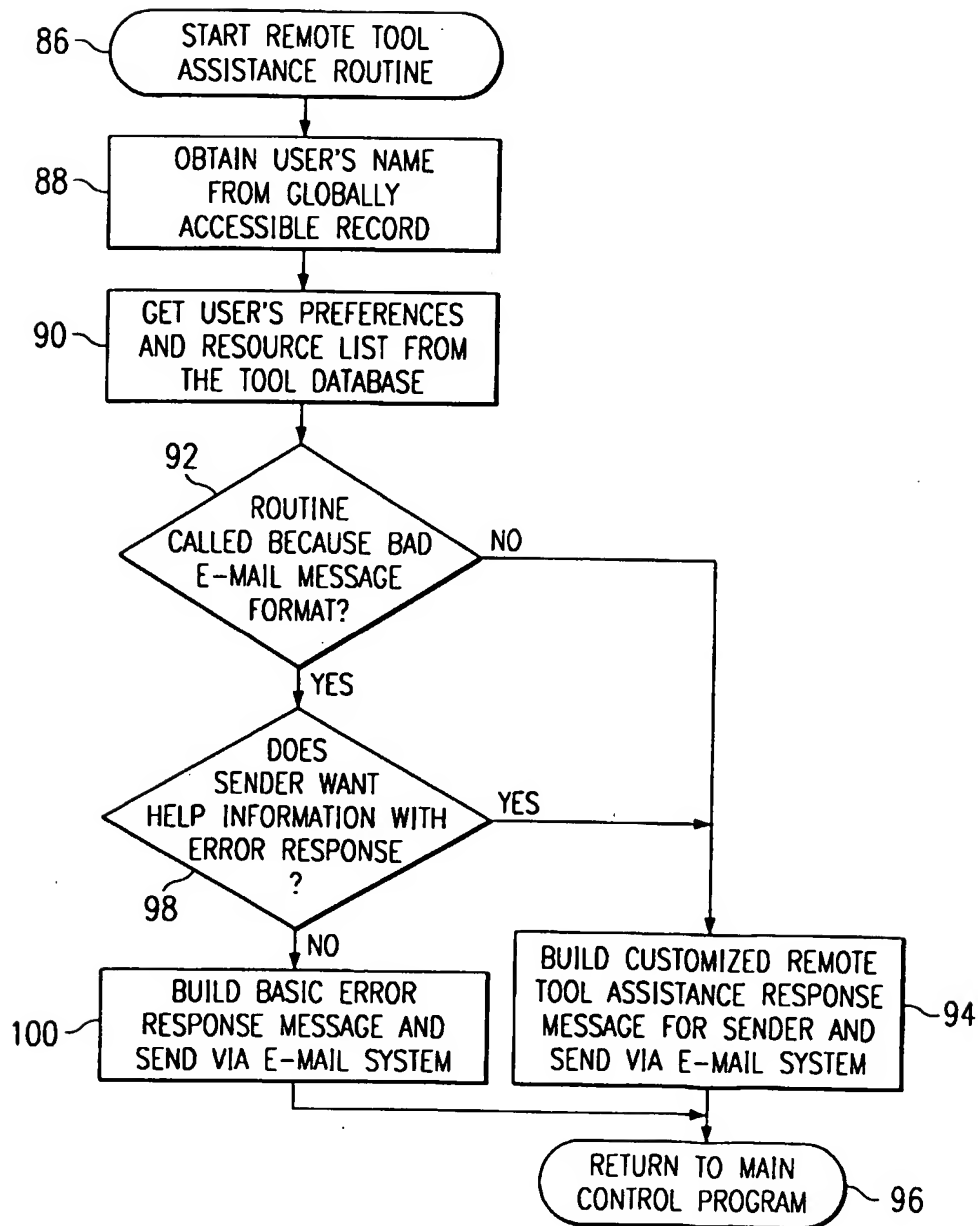 86
START REMOTE TOOL
ASSISTANCE ROUTINE
88
OBTAIN USER'S NAME
FROM GLOBALLY
ACCESSIBLE RECORD
90
GET USER'S PREFERENCES
AND RESOURCE LIST FROM
THE TOOL DATABASE
92
ROUTINE
CALLED BECAUSE BAD
E-MAIL MESSAGE
FORMAT?
NO
YES
DOES
SENDER WANT
HELP INFORMATION WITH
ERROR RESPONSE
?
98
YES
NO
100
BUILD BASIC ERROR
RESPONSE MESSAGE AND
SEND VIA E-MAIL SYSTEM
BUILD CUSTOMIZED REMOTE
TOOL ASSISTANCE RESPONSE
MESSAGE FOR SENDER AND
SEND VIA E-MAIL SYSTEM
94
RETURN TO MAIN
CONTROL PROGRAM
96